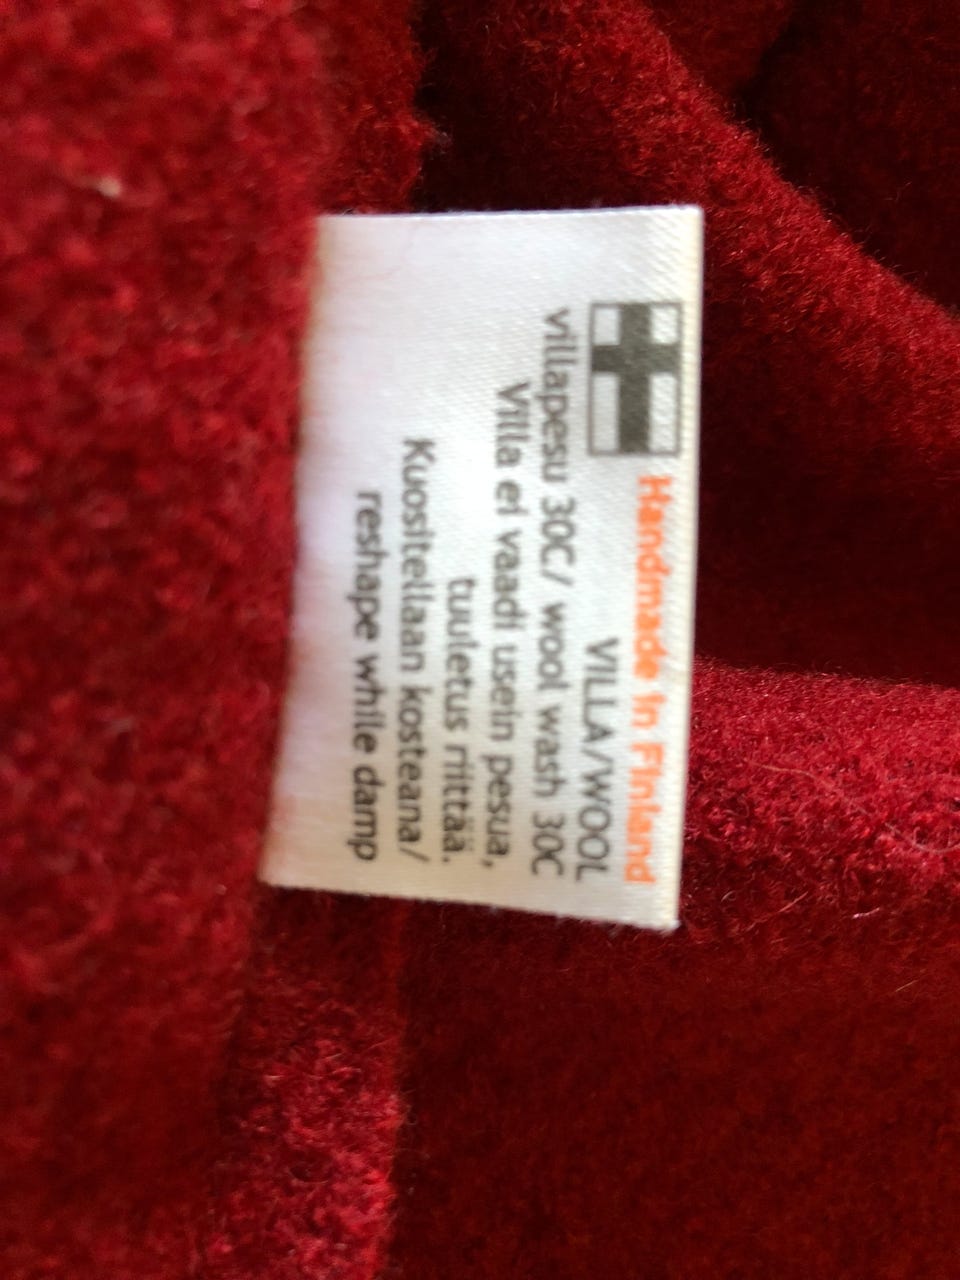 Handmade in Finland
VILLA/WOOL
villapesu 30C/ wool wash 30C
Villa ei vaadi usein pesua,
tuuletus riittää.
Kuositellaan kosteana/
reshape while damp